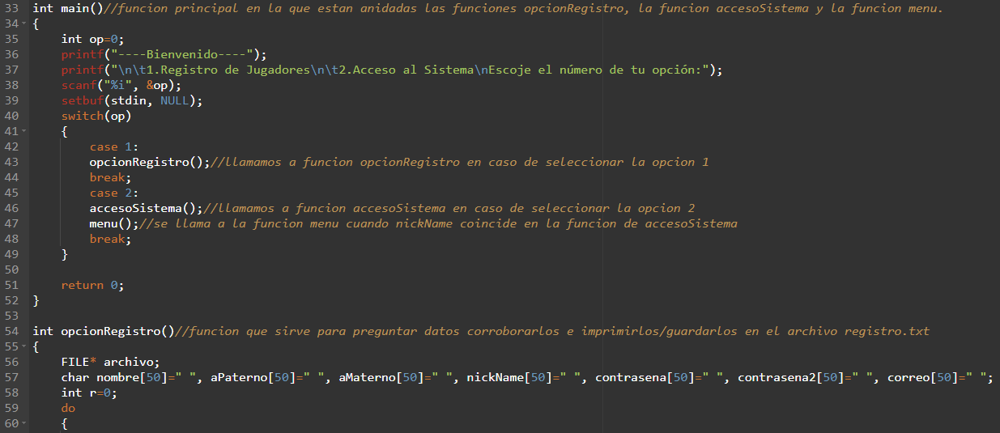 33 int main()//funcion principal en la que estan anidadas las funciones opcionRegistro, la funcion accesoSistema y la funcion menu.
34 {
35     int op=0;
36     printf("----Bienvenido----");
37     printf("\n\t1.Registro de Jugadores\n\t2.Acceso al Sistema\nEscoje el número de tu opción:");
38     scanf("%i", &op);
39     setbuf(stdin, NULL);
40     switch(op)
41     {
42         case 1:
43         opcionRegistro();//llamamos a funcion opcionRegistro en caso de seleccionar la opcion 1
44         break;
45         case 2:
46         accesoSistema();//llamamos a funcion accesoSistema en caso de seleccionar la opcion 2
47         menu();//se llama a la funcion menu cuando nickName coincide en la funcion de accesoSistema
48         break;
49     }
50
51     return 0;
52 }
53
54 int opcionRegistro()//funcion que sirve para preguntar datos corroborarlos e imprimirlos/guardarlos en el archivo registro.txt
55 {
56     FILE* archivo;
57     char nombre[50]=" ", aPaterno[50]=" ", aMaterno[50]=" ", nickName[50]=" ", contrasena[50]=" ", contrasena2[50]=" ", correo[50]=" ";
58     int r=0;
59     do
60     {